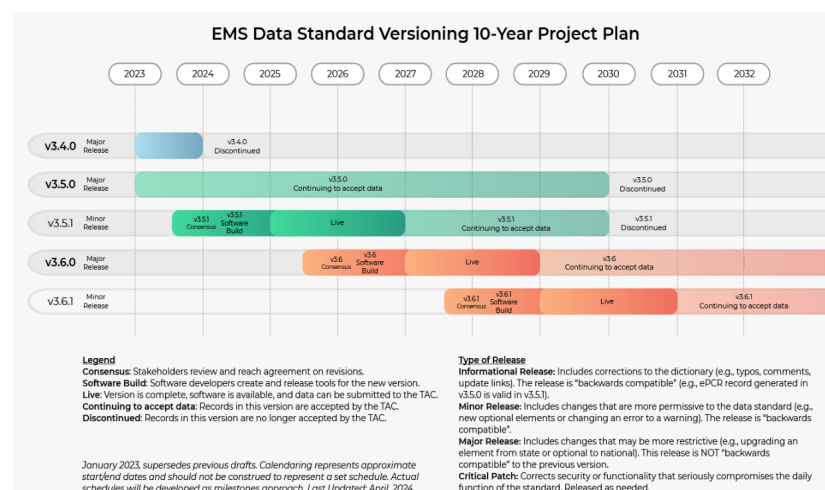 EMS Data Standard Versioning 10-Year Project Plan
2023 2024 2025 2026 2027 2028 2029 2030 2031 2032
v3.4.0 Major Release v3.4.0 Discontinued
v3.5.0 Major Release v3.5.0 Continuing to accept data v3.5.0 Discontinued
v3.5.1 Minor Release v3.5.1 Consensus v3.5.1 Software Build Live v3.5.1 Continuing to accept data v3.5.1 Discontinued
v3.6.0 Major Release v3.6 Consensus v3.6 Software Build Live v3.6 Continuing to accept data
v3.6.1 Minor Release v3.6.1 Consensus v3.6.1 Software Build Live v3.6.1 Continuing to accept data
Legend
Consensus: Stakeholders review and reach agreement on revisions.
Software Build: Software developers create and release tools for the new version.
Live: Version is complete, software is available, and data can be submitted to the TAC.
Continuing to accept data: Records in this version are accepted by the TAC.
Discontinued: Records in this version are no longer accepted by the TAC.
January 2023, supersedes previous drafts. Calendaring represents approximate
start/end dates and should not be construed to represent a set schedule. Actual
schedules will be developed as milestones approach. Last Updated: April, 2024
Type of Release
Informational Release: Includes corrections to the dictionary (e.g., typos, comments,
update links). The release is “backwards compatible” (e.g., ePCR record generated in
v3.5.0 is valid in v3.5.1).
Minor Release: Includes changes that are more permissive to the data standard (e.g.,
new optional elements or changing an error to a warning). The release is “backwards
compatible”.
Major Release: Includes changes that may be more restrictive (e.g., upgrading an
element from state or optional to national). This release is NOT “backwards
compatible” to the previous version.
Critical Patch: Corrects security or functionality that seriously compromises the daily
function of the standard. Released as needed.